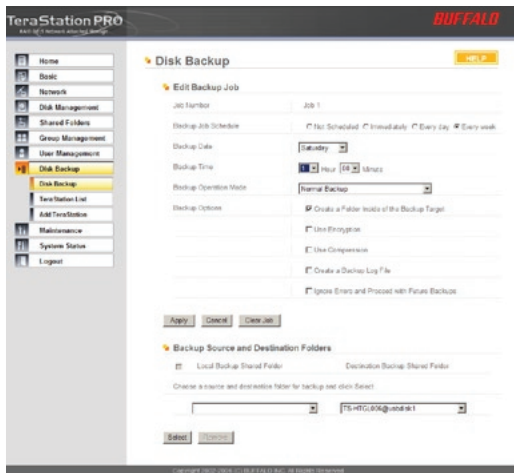 TeraStation PRO
BUFFALO
Home
Basic
Network
Disk Management
Shared Folders
Group Management
User Management
Disk Backup
Disk Backup
TeraStation List
Add TeraStation
Maintenance
System Status
Logout
Disk Backup
HELP
Edit Backup Job
Job Number Job 1
Backup Job Schedule Not Scheduled Immediately Every day Every week
Backup Date Saturday
Backup Time 1 Hour 00 Minute
Backup Operation Mode Normal Backup
Backup Options Create a Folder Inside of the Backup Target
Use Encryption
Use Compression
Create a Backup Log File
Ignore Errors and Proceed with Future Backups
Apply Cancel Clear Job
Backup Source and Destination Folders
Local Backup Shared Folder Destination Backup Shared Folder
Choose a source and destination folder for backup and click Select
Select Remove